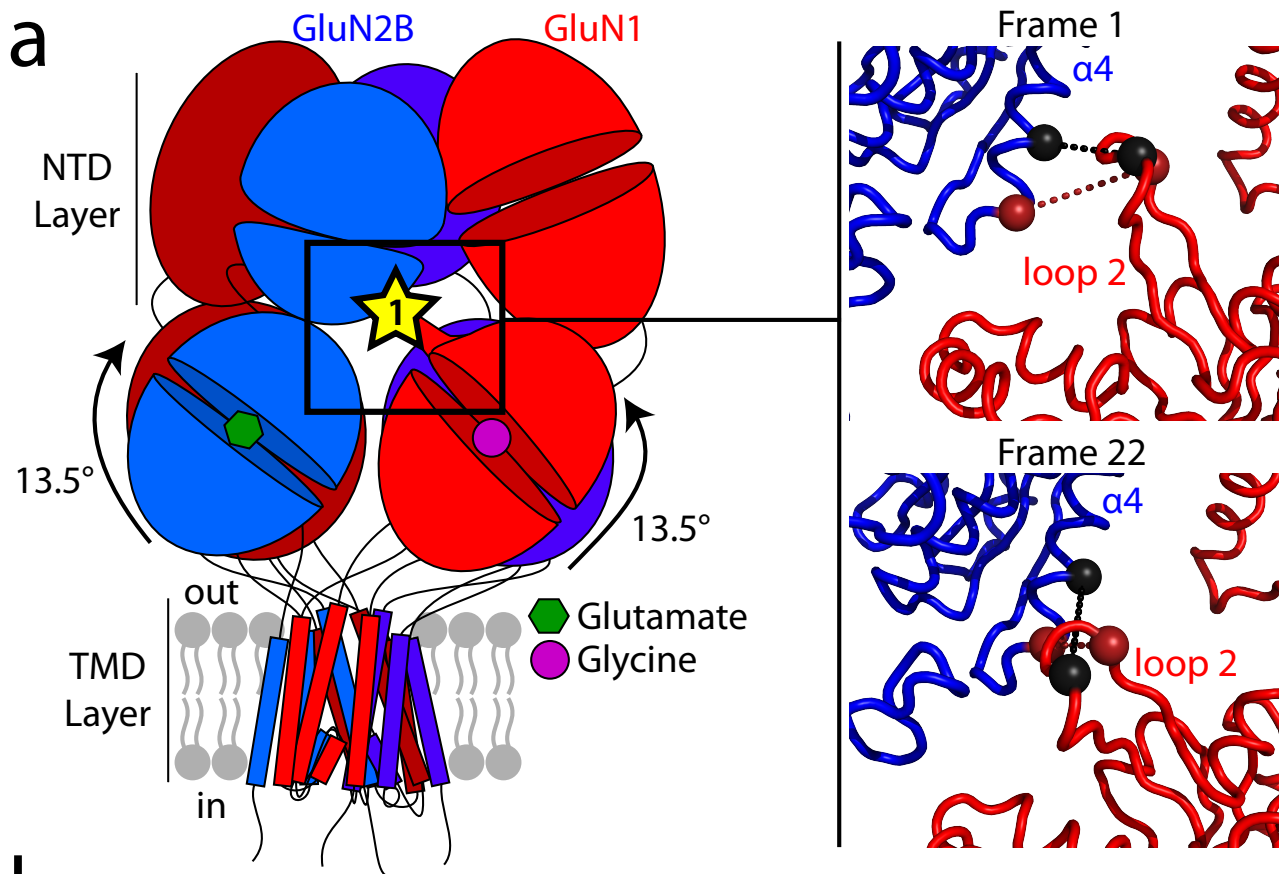 a
GluN2B
GluN1
NTD
Layer
1
13.5°
13.5°
out
TMD
Layer
in
Glutamate
Glycine
Frame 1
α4
loop 2
Frame 22
α4
loop 2